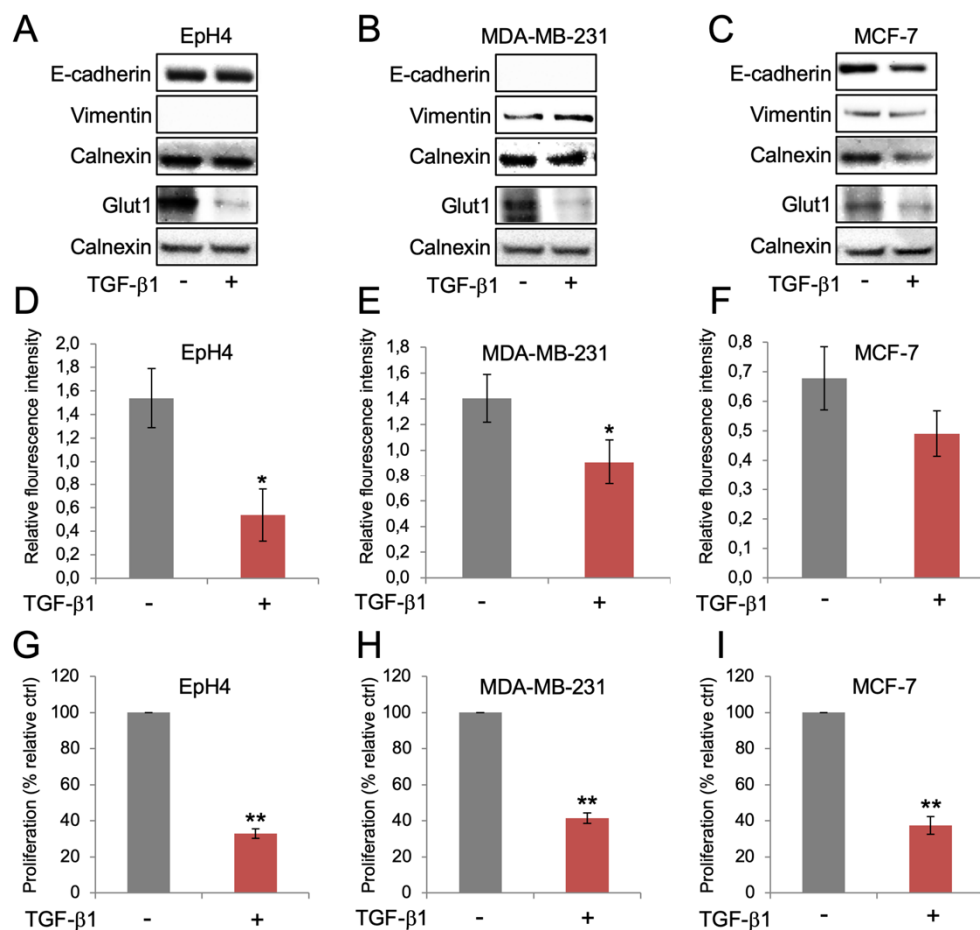 A
EpH4
E-cadherin
Vimentin
Calnexin
Glut1
Calnexin
TGF-β1 - +
B
MDA-MB-231
E-cadherin
Vimentin
Calnexin
Glut1
Calnexin
TGF-β1 - +
C
MCF-7
E-cadherin
Vimentin
Calnexin
Glut1
Calnexin
TGF-β1 - +
D
EpH4
Relative flourescence intensity
2,0
1,8
1,6
1,4
1,2
1,0
0,8
0,6
0,4
0,2
0,0
*
TGF-β1 - +
E
MDA-MB-231
Relative flourescence intensity
1,8
1,6
1,4
1,2
1,0
0,8
0,6
0,4
0,2
0,0
*
TGF-β1 - +
F
MCF-7
Relative flourescence intensity
0,8
0,7
0,6
0,5
0,4
0,3
0,2
0,1
0,0
TGF-β1 - +
G
EpH4
Proliferation (% relative ctrl)
120
100
80
60
40
20
0
**
TGF-β1 - +
H
MDA-MB-231
Proliferation (% relative ctrl)
120
100
80
60
40
20
0
**
TGF-β1 - +
I
MCF-7
Proliferation (% relative ctrl)
120
100
80
60
40
20
0
**
TGF-β1 - +